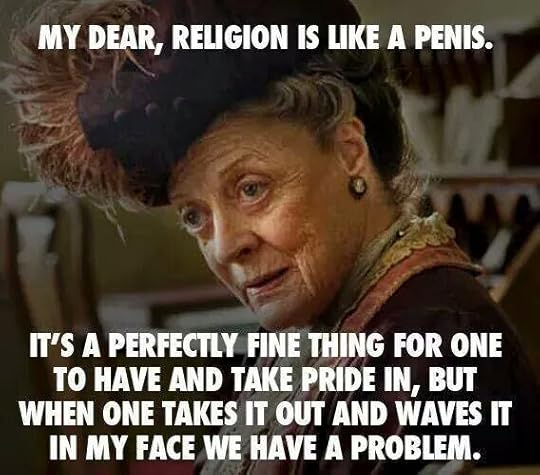 MY DEAR, RELIGION IS LIKE A PENIS.
IT'S A PERFECTLY FINE THING FOR ONE
TO HAVE AND TAKE PRIDE IN, BUT
WHEN ONE TAKES IT OUT AND WAVES IT
IN MY FACE WE HAVE A PROBLEM.